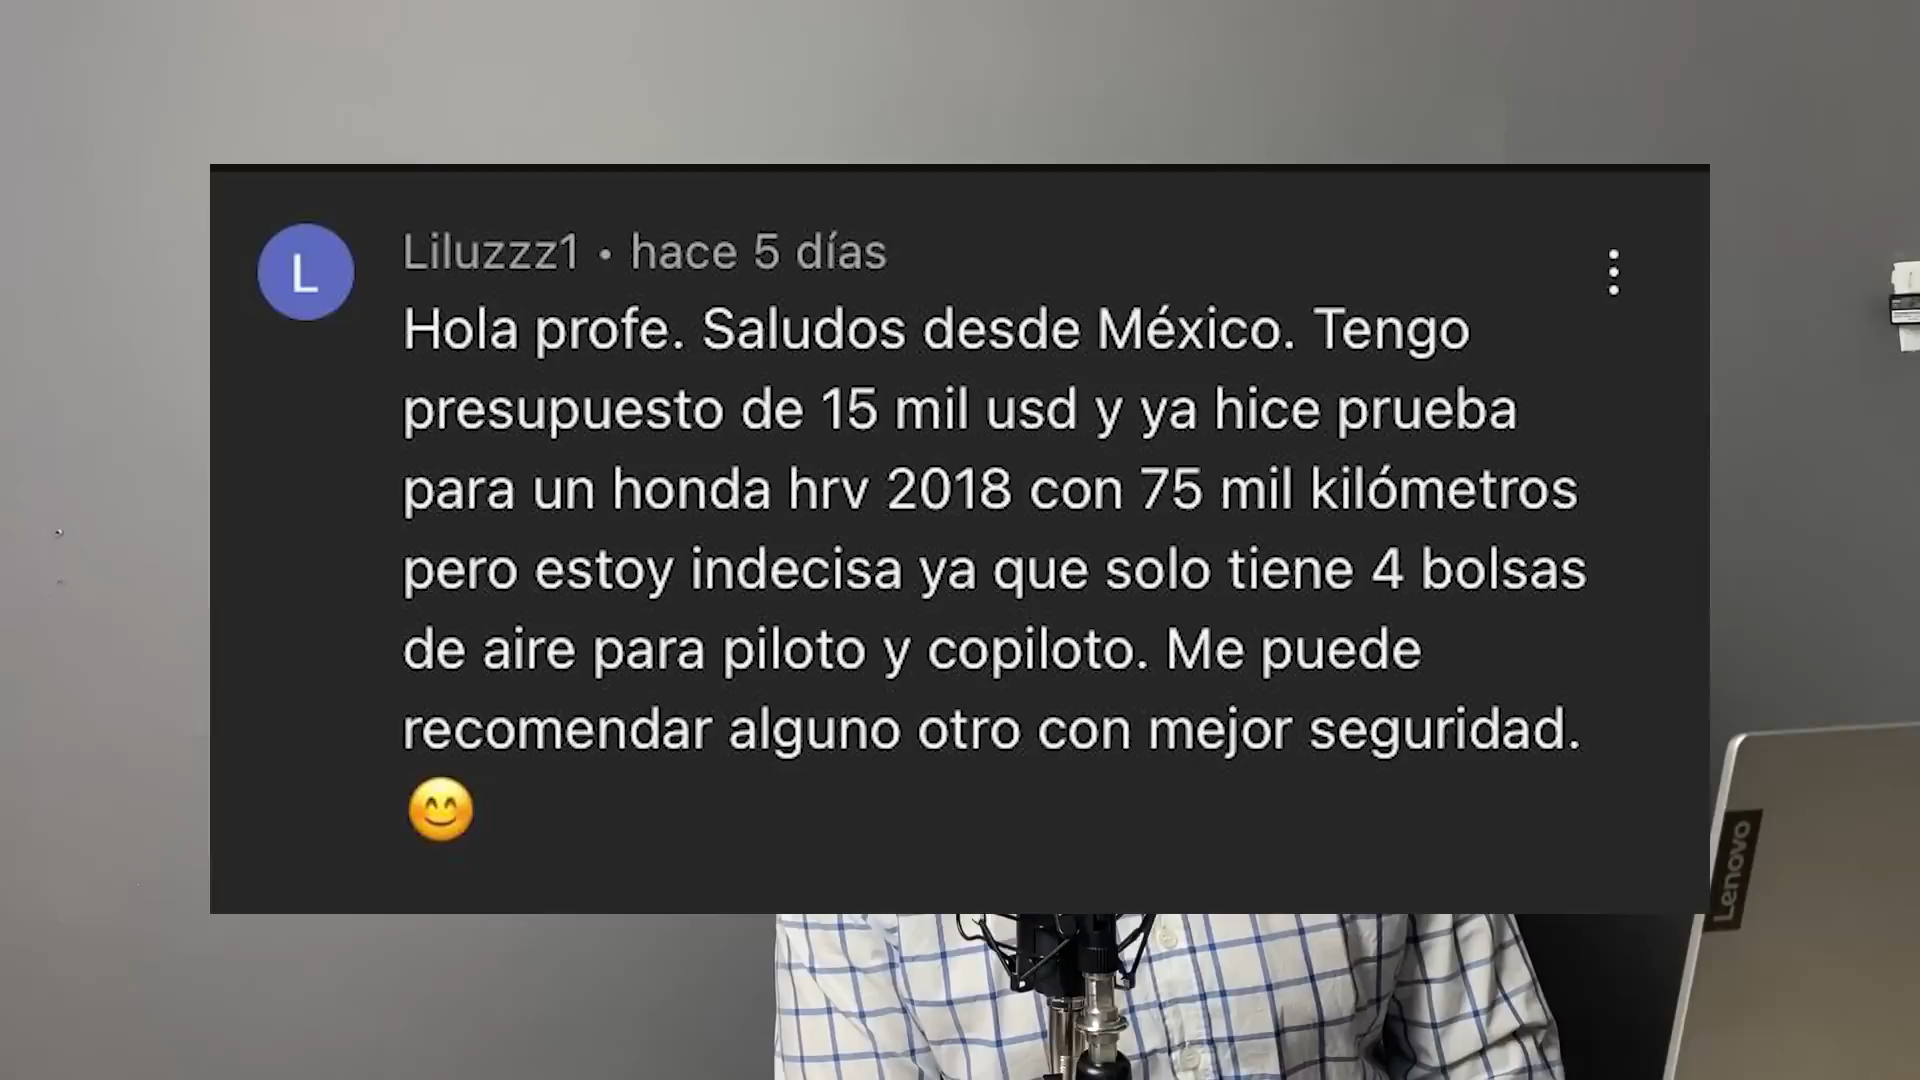 L
Liluzzz1 • hace 5 días
Hola profe. Saludos desde México. Tengo
presupuesto de 15 mil usd y ya hice prueba
para un honda hrv 2018 con 75 mil kilómetros
pero estoy indecisa ya que solo tiene 4 bolsas
de aire para piloto y copiloto. Me puede
recomendar alguno otro con mejor seguridad.
😊
Lenovo